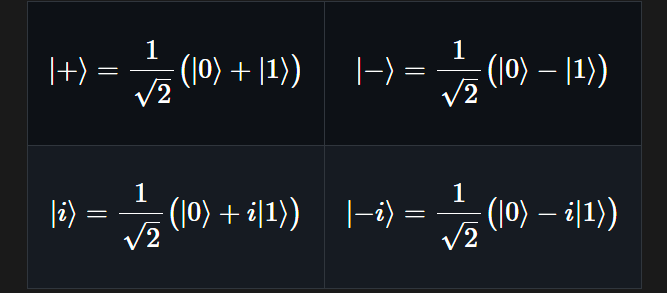 |+⟩ = 1/√2 (|0⟩ + |1⟩)
|−⟩ = 1/√2 (|0⟩ − |1⟩)
|i⟩ = 1/√2 (|0⟩ + i|1⟩)
|−i⟩ = 1/√2 (|0⟩ − i|1⟩)